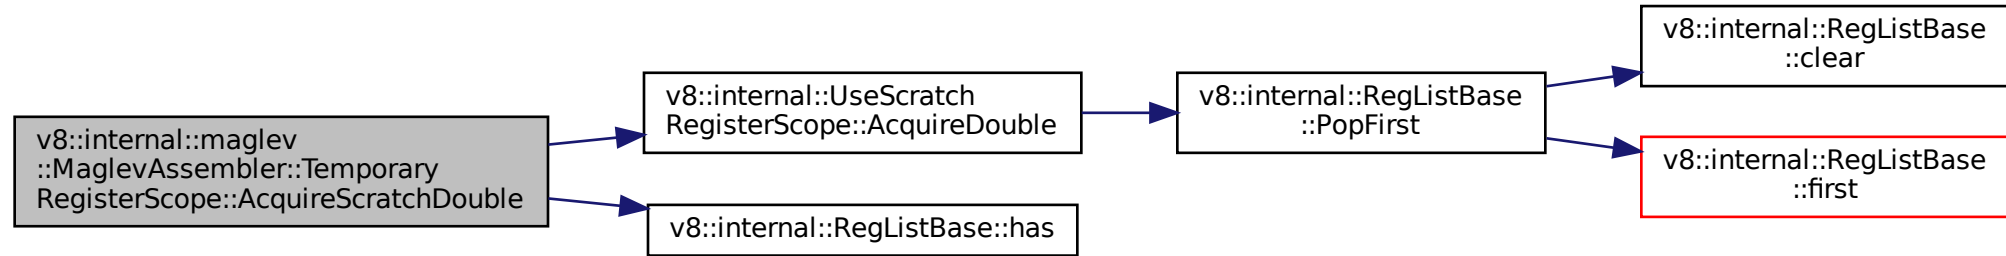 v8::internal::maglev
::MaglevAssembler::Temporary
RegisterScope::AcquireScratchDouble
v8::internal::UseScratch
RegisterScope::AcquireDouble
v8::internal::RegListBase::has
v8::internal::RegListBase
::PopFirst
v8::internal::RegListBase
::clear
v8::internal::RegListBase
::first